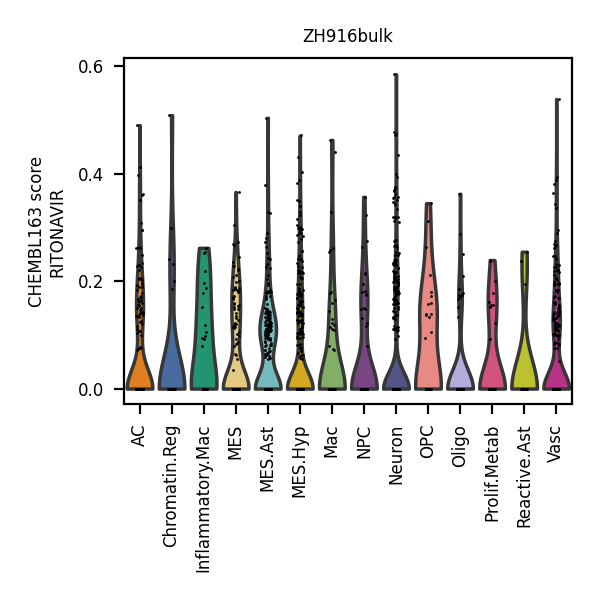 ZH916bulk
CHEMBL163 score
RITONAVIR
0.6
0.4
0.2
0.0
AC
Chromatin.Reg
Inflammatory.Mac
MES
MES.Ast
MES.Hyp
Mac
NPC
Neuron
OPC
Oligo
Prolif.Metab
Reactive.Ast
Vasc